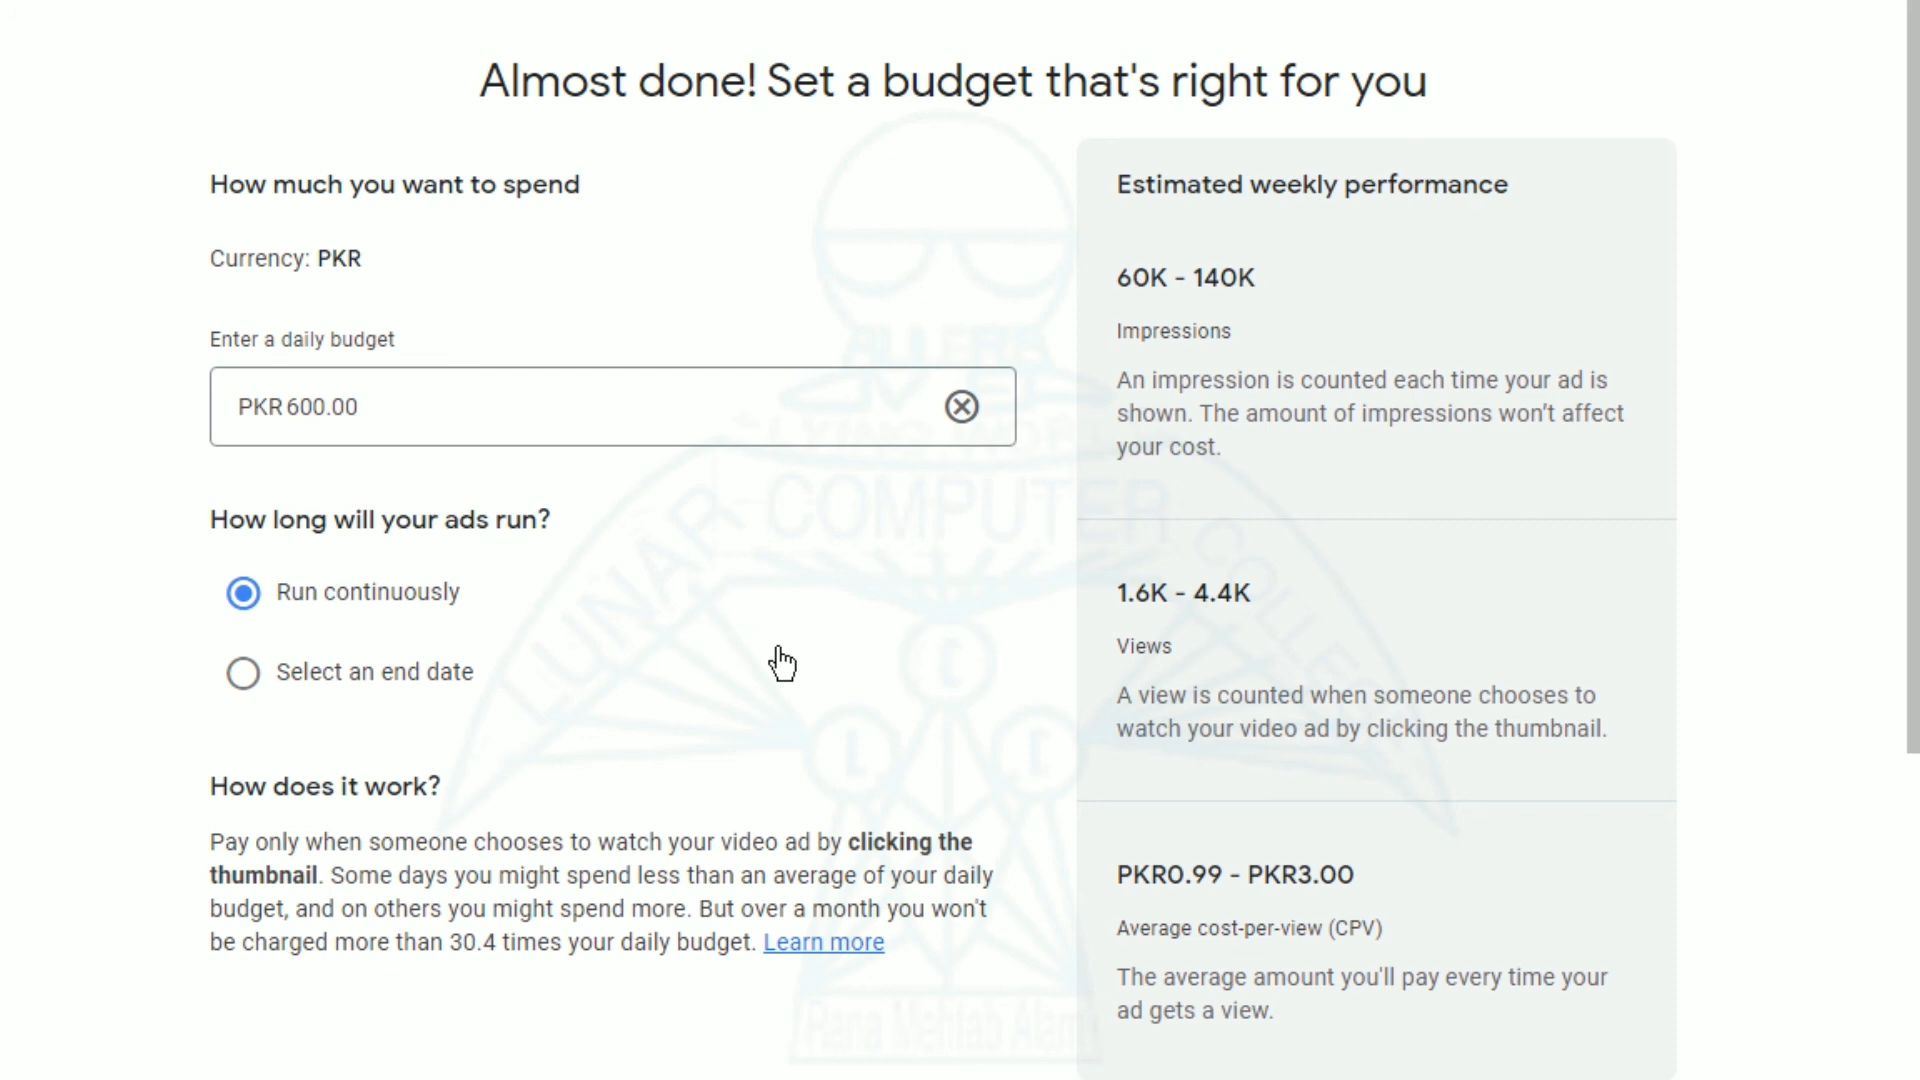 Almost done! Set a budget that's right for you
How much you want to spend
Currency: PKR
Enter a daily budget
PKR 600.00
How long will your ads run?
Run continuously
Select an end date
How does it work?
Pay only when someone chooses to watch your video ad by clicking the
thumbnail. Some days you might spend less than an average of your daily
budget, and on others you might spend more. But over a month you won't
be charged more than 30.4 times your daily budget. Learn more
Estimated weekly performance
60K - 140K
Impressions
An impression is counted each time your ad is
shown. The amount of impressions won’t affect
your cost.
1.6K - 4.4K
Views
A view is counted when someone chooses to
watch your video ad by clicking the thumbnail.
PKR0.99 - PKR3.00
Average cost-per-view (CPV)
The average amount you'll pay every time your
ad gets a view.
LUNAR
COMPUTER
COLLEGE
Rana Mehtab Alam